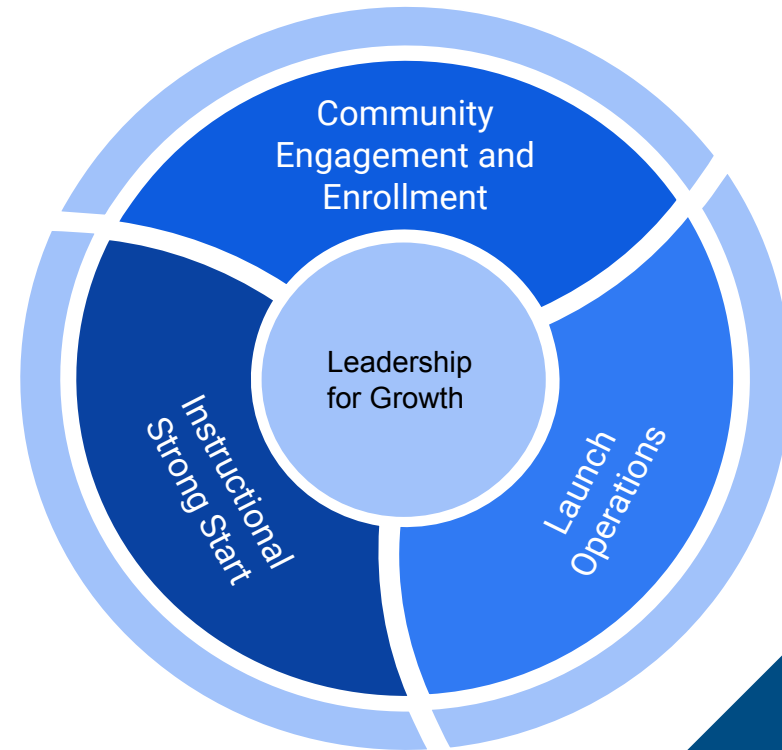 Community
Engagement and
Enrollment
Leadership
for Growth
Instructional
Strong Start
Launch
Operations